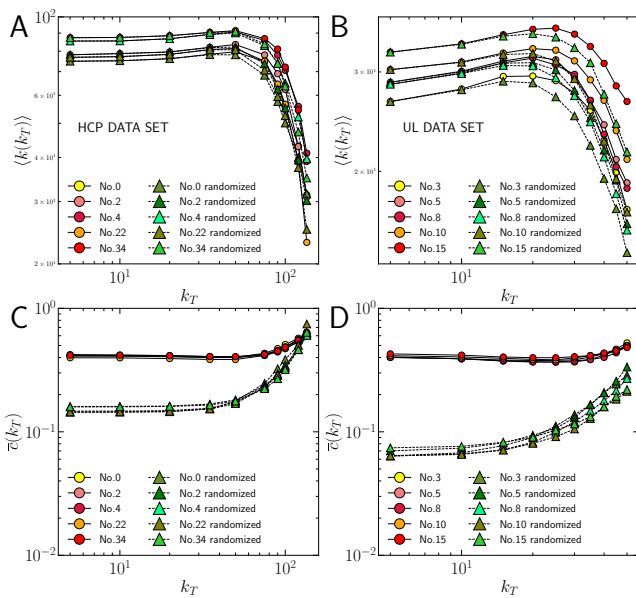 A
10²
9×10¹
6×10¹
4×10¹
3×10¹
2×10¹
⟨k(k_T)⟩
HCP DATA SET
No.0
No.2
No.4
No.22
No.34
No.0 randomized
No.2 randomized
No.4 randomized
No.22 randomized
No.34 randomized
10¹
10²
k_T
B
3×10¹
2×10¹
⟨k(k_T)⟩
UL DATA SET
No.3
No.5
No.8
No.10
No.15
No.3 randomized
No.5 randomized
No.8 randomized
No.10 randomized
No.15 randomized
10¹
k_T
C
10⁰
10⁻¹
10⁻²
c̅(k_T)
No.0
No.2
No.4
No.22
No.34
No.0 randomized
No.2 randomized
No.4 randomized
No.22 randomized
No.34 randomized
10¹
10²
k_T
D
10⁰
10⁻¹
10⁻²
c̅(k_T)
No.3
No.5
No.8
No.10
No.15
No.3 randomized
No.5 randomized
No.8 randomized
No.10 randomized
No.15 randomized
10¹
k_T